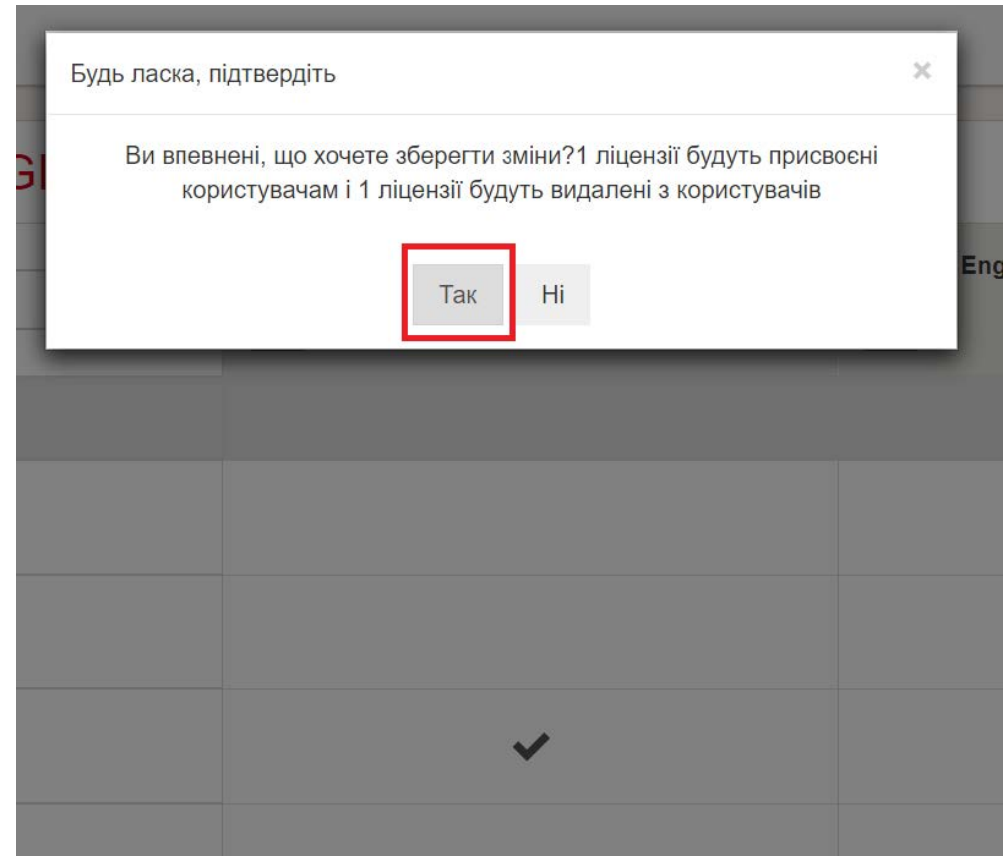 Будь ласка, підтвердіть
×
Ви впевнені, що хочете зберегти зміни?1 ліцензії будуть присвоєні
користувачам і 1 ліцензії будуть видалені з користувачів
Eng
Так Ні